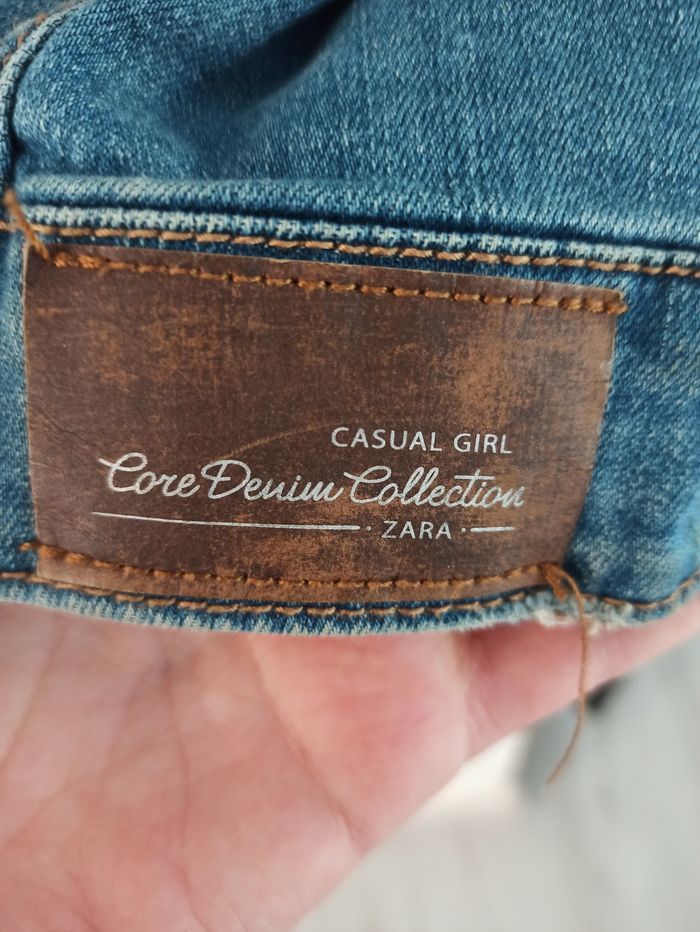 CASUAL GIRL
Core Denim Collection
· ZARA ·